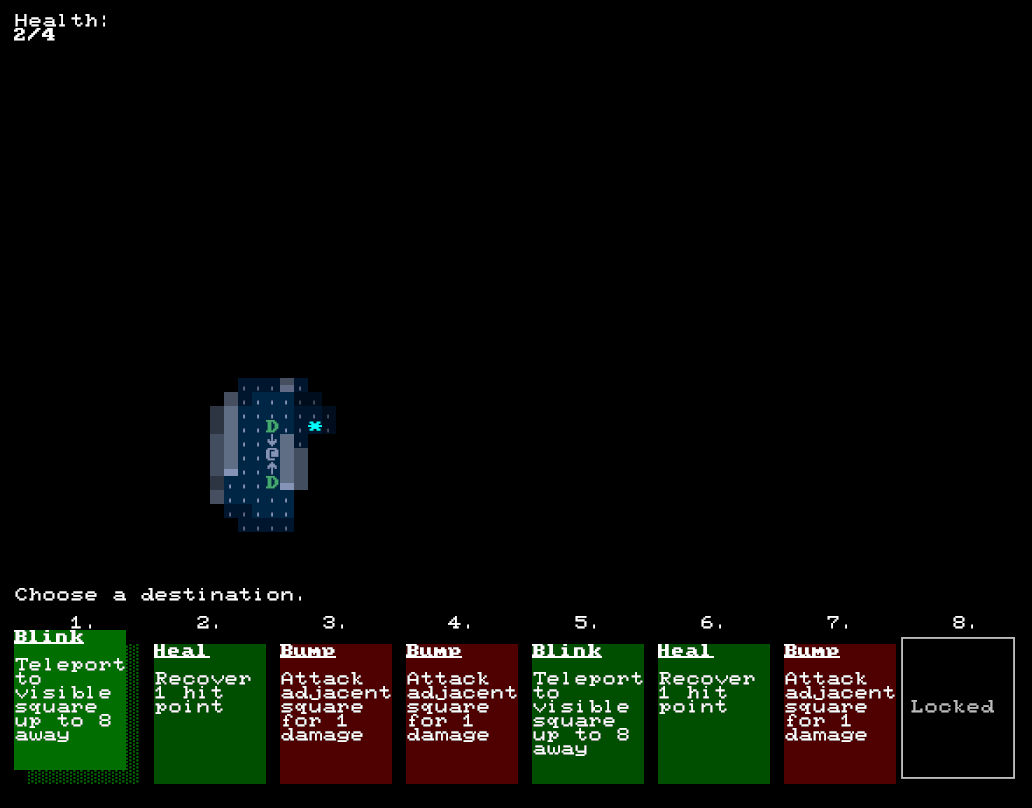 Health:
2/4
D
@
D
Choose a destination.
1. 2. 3. 4. 5. 6. 7. 8.
Blink
Teleport
to
visible
square
up to 8
away
Heal
Recover
1 hit
point
Bump
Attack
adjacent
square
for 1
damage
Bump
Attack
adjacent
square
for 1
damage
Blink
Teleport
to
visible
square
up to 8
away
Heal
Recover
1 hit
point
Bump
Attack
adjacent
square
for 1
damage
Locked